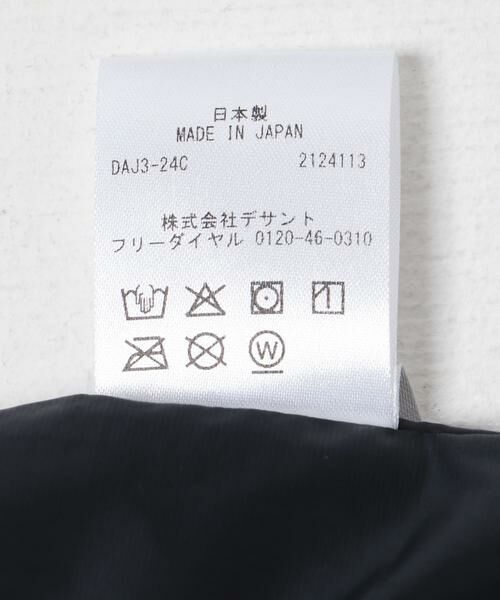 日本製
MADE IN JAPAN
DAJ3-24C 2124113
株式会社デサント
フリーダイヤル 0120-46-0310
W